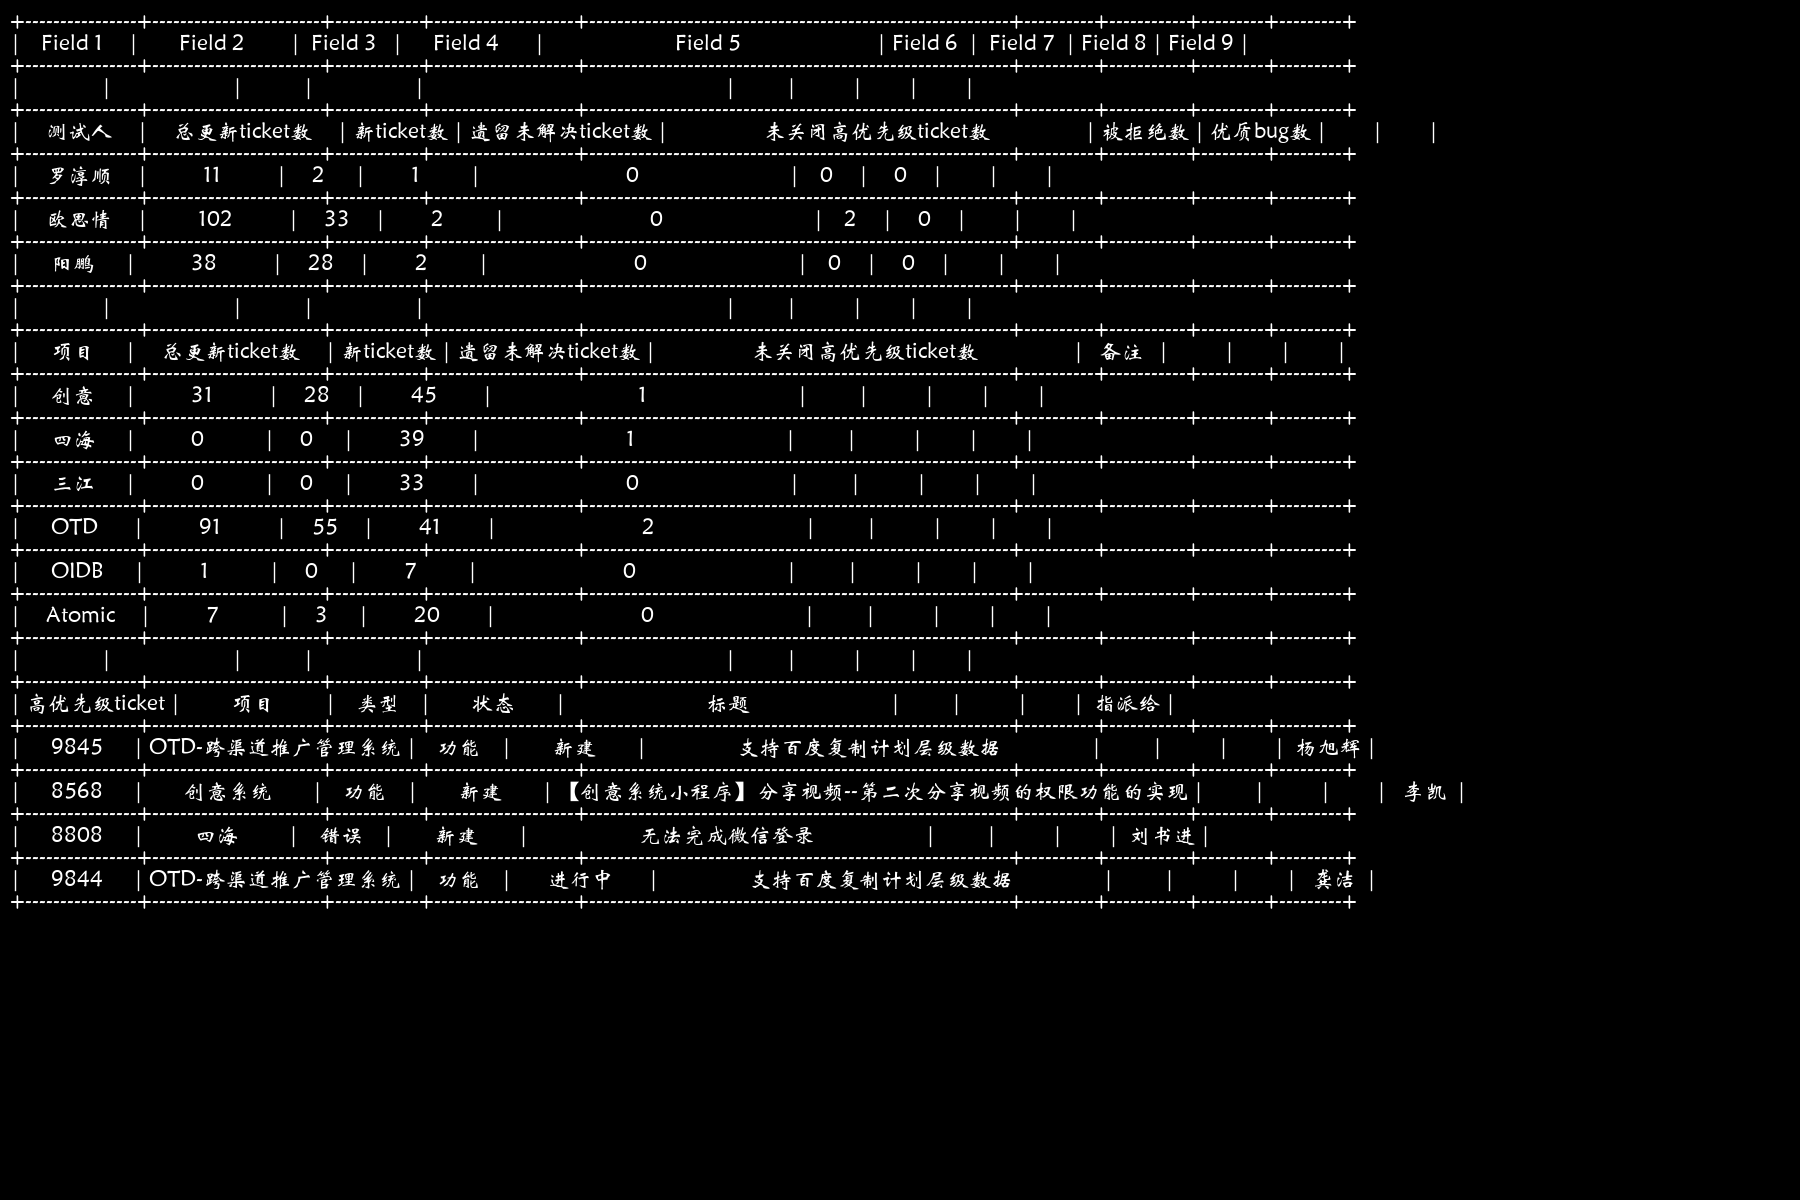 | Field 1 | Field 2 | Field 3 | Field 4 | Field 5 | Field 6 | Field 7 | Field 8 | Field 9 |
| 测试人 | 总更新ticket数 | 新ticket数 | 遗留未解决ticket数 | 未关闭高优先级ticket数 | 被拒绝数 | 优质bug数 | | |
| 罗淳顺 | 11 | 2 | 1 | 0 | 0 | 0 | | |
| 欧思情 | 102 | 33 | 2 | 0 | 2 | 0 | | |
| 阳鹏 | 38 | 28 | 2 | 0 | 0 | 0 | | |
| 项目 | 总更新ticket数 | 新ticket数 | 遗留未解决ticket数 | 未关闭高优先级ticket数 | 备注 | | | |
| 创意 | 31 | 28 | 45 | 1 | | | | |
| 四海 | 0 | 0 | 39 | 1 | | | | |
| 三江 | 0 | 0 | 33 | 0 | | | | |
| OTD | 91 | 55 | 41 | 2 | | | | |
| OIDB | 1 | 0 | 7 | 0 | | | | |
| Atomic | 7 | 3 | 20 | 0 | | | | |
| 高优先级ticket | 项目 | 类型 | 状态 | 标题 | | | | 指派给 |
| 9845 | OTD-跨渠道推广管理系统 | 功能 | 新建 | 支持百度复制计划层级数据 | | | | 杨旭辉 |
| 8568 | 创意系统 | 功能 | 新建 | 【创意系统小程序】分享视频--第二次分享视频的权限功能的实现 | | | | 李凯 |
| 8808 | 四海 | 错误 | 新建 | 无法完成微信登录 | | | | 刘书进 |
| 9844 | OTD-跨渠道推广管理系统 | 功能 | 进行中 | 支持百度复制计划层级数据 | | | | 龚洁 |